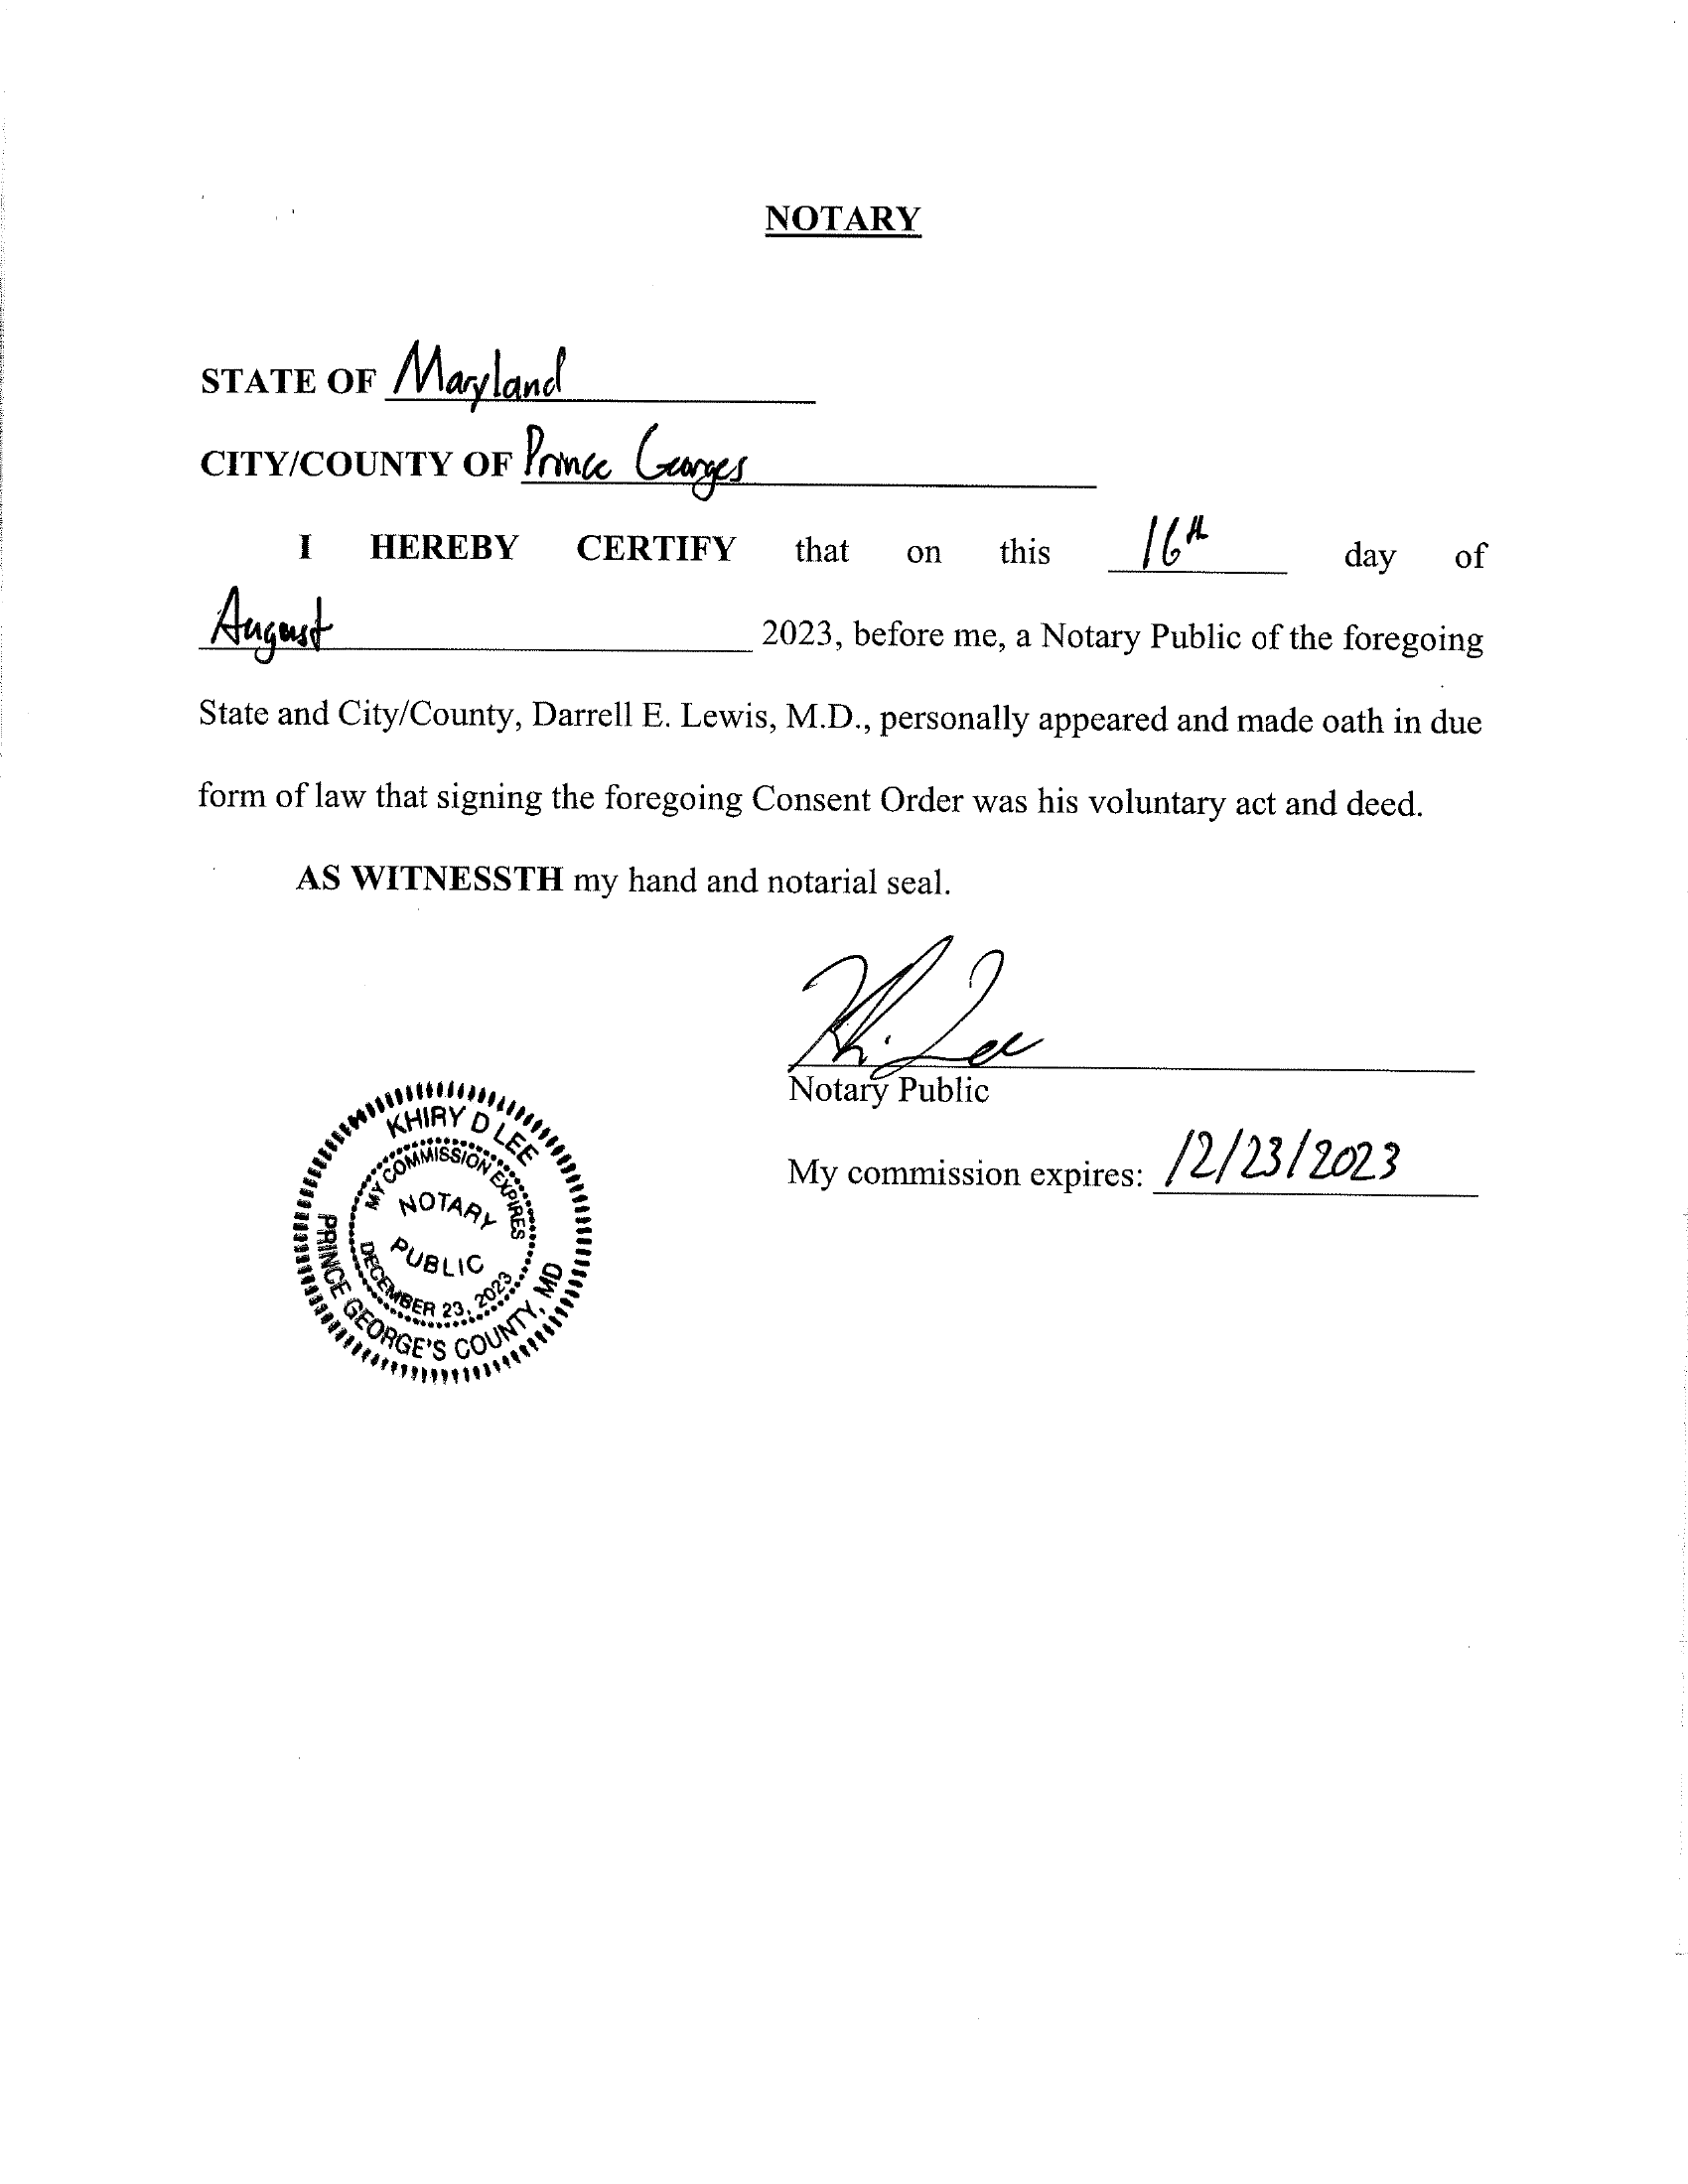 NOTARY
STATE OF Maryland
CITY/COUNTY OF Prince Georges
I HEREBY CERTIFY that on this 16th day of
August 2023, before me, a Notary Public of the foregoing
State and City/County, Darrell E. Lewis, M.D., personally appeared and made oath in due
form of law that signing the foregoing Consent Order was his voluntary act and deed.
AS WITNESSTH my hand and notarial seal.
Khi. Lee
Notary Public
My commission expires: 12/23/2023
KHIRY D LEE
MY COMMISSION EXPIRES
NOTARY
PUBLIC
DECEMBER 23, 2023
PRINCE GEORGE'S COUNTY, MD